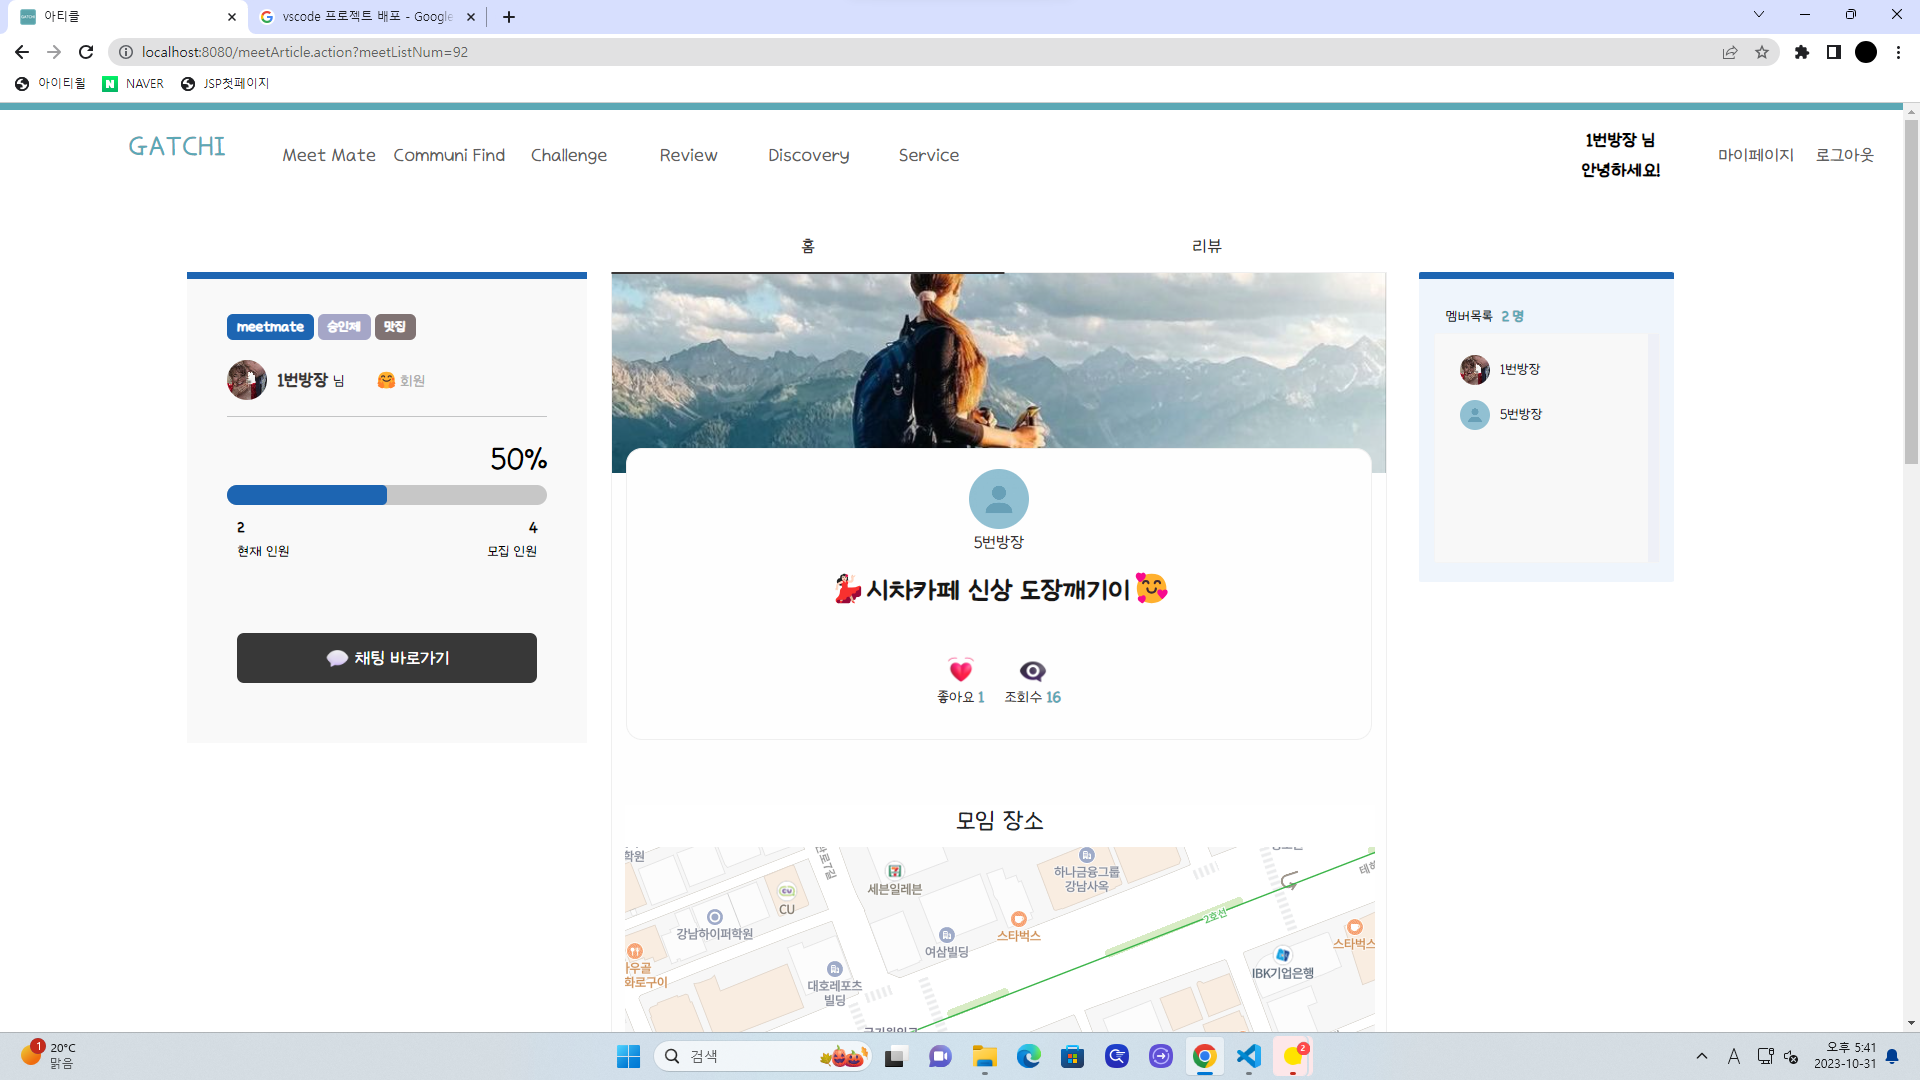 아티클
vscode 프로젝트 배포 - Google
localhost:8080/meetArticle.action?meetListNum=92
아이티윌
NAVER
JSP첫페이지
GATCHI
Meet Mate
Communi Find
Challenge
Review
Discovery
Service
1번방장 님
안녕하세요!
마이페이지
로그아웃
홈
리뷰
meetmate
승인제
맛집
1번방장 님
회원
50%
2
4
현재 인원
모집 인원
채팅 바로가기
5번방장
시차카페 신상 도장깨기이
좋아요 1
조회수 16
멤버목록 2 명
1번방장
5번방장
모임 장소
학원
세븐일레븐
하나금융그룹
강남사옥
CU
강남하이퍼학원
여삼빌딩
스타벅스
2호선
스타벅스
IBK기업은행
화로구이
대호레포츠
빌딩
1
20°C
맑음
검색
2
A
오후 5:41
2023-10-31